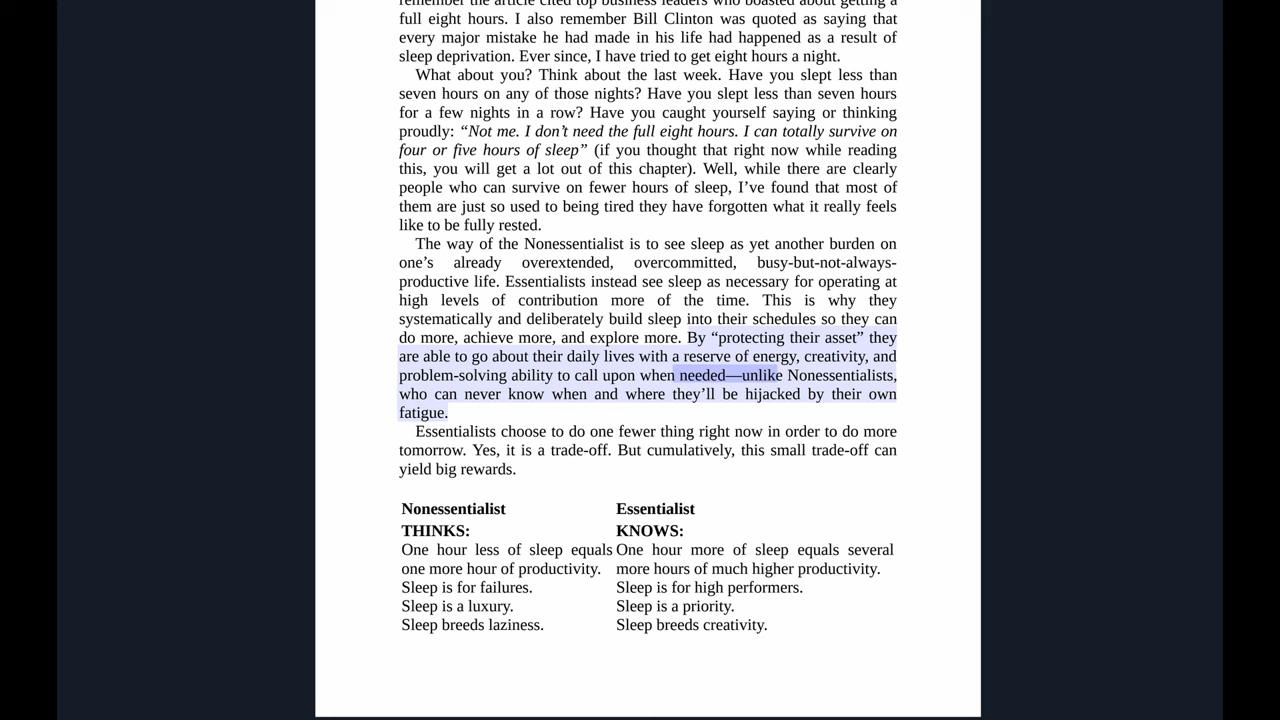 remember the article cited top business leaders who boasted about getting a
full eight hours. I also remember Bill Clinton was quoted as saying that
every major mistake he had made in his life had happened as a result of
sleep deprivation. Ever since, I have tried to get eight hours a night.
What about you? Think about the last week. Have you slept less than
seven hours on any of those nights? Have you slept less than seven hours
for a few nights in a row? Have you caught yourself saying or thinking
proudly: “Not me. I don’t need the full eight hours. I can totally survive on
four or five hours of sleep” (if you thought that right now while reading
this, you will get a lot out of this chapter). Well, while there are clearly
people who can survive on fewer hours of sleep, I’ve found that most of
them are just so used to being tired they have forgotten what it really feels
like to be fully rested.
The way of the Nonessentialist is to see sleep as yet another burden on
one’s already overextended, overcommitted, busy-but-not-always-
productive life. Essentialists instead see sleep as necessary for operating at
high levels of contribution more of the time. This is why they
systematically and deliberately build sleep into their schedules so they can
do more, achieve more, and explore more. By “protecting their asset” they
are able to go about their daily lives with a reserve of energy, creativity, and
problem-solving ability to call upon when needed—unlike Nonessentialists,
who can never know when and where they’ll be hijacked by their own
fatigue.
Essentialists choose to do one fewer thing right now in order to do more
tomorrow. Yes, it is a trade-off. But cumulatively, this small trade-off can
yield big rewards.
Nonessentialist
THINKS:
One hour less of sleep equals
one more hour of productivity.
Sleep is for failures.
Sleep is a luxury.
Sleep breeds laziness.
Essentialist
KNOWS:
One hour more of sleep equals several
more hours of much higher productivity.
Sleep is for high performers.
Sleep is a priority.
Sleep breeds creativity.